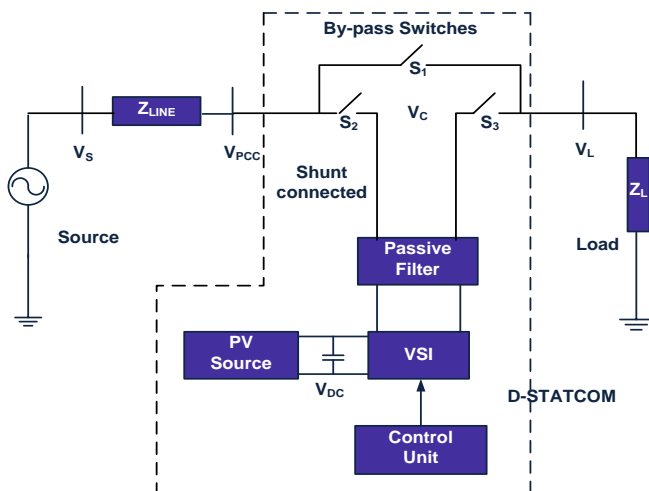 By-pass Switches
S1
ZLINE
S2
VC
S3
VS
VPCC
VL
Shunt
connected
ZL
Source
Load
Passive
Filter
PV
Source
VSI
VDC
D-STATCOM
Control
Unit